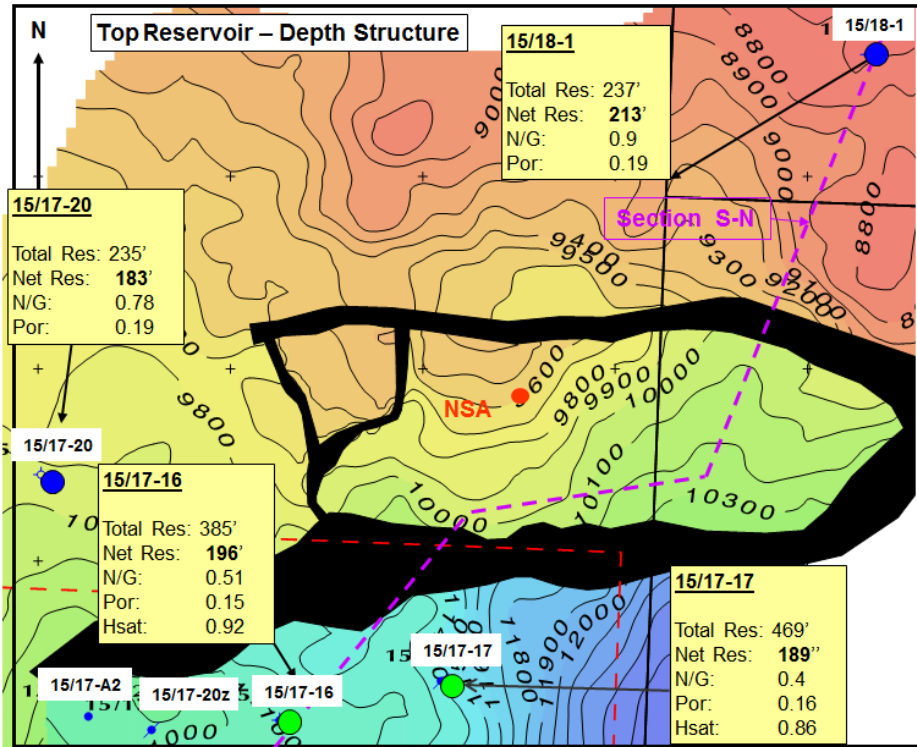 N
Top Reservoir – Depth Structure
15/18-1
Total Res: 237'
Net Res: 213'
N/G: 0.9
Por: 0.19
15/18-1
8800
8900
9000
9000
8800
Section S-N
9400
9500
9300
9200
9100
15/17-20
Total Res: 235'
Net Res: 183'
N/G: 0.78
Por: 0.19
9800
NSA
9600
9800
9900
10000
15/17-20
10100
10300
10000
15/17-16
Total Res: 385'
Net Res: 196'
N/G: 0.51
Por: 0.15
Hsat: 0.92
15/17-17
Total Res: 469'
Net Res: 189''
N/G: 0.4
Por: 0.16
Hsat: 0.86
11800
11900
12000
15/17-17
15/17-A2
15/17-20z
15/17-16